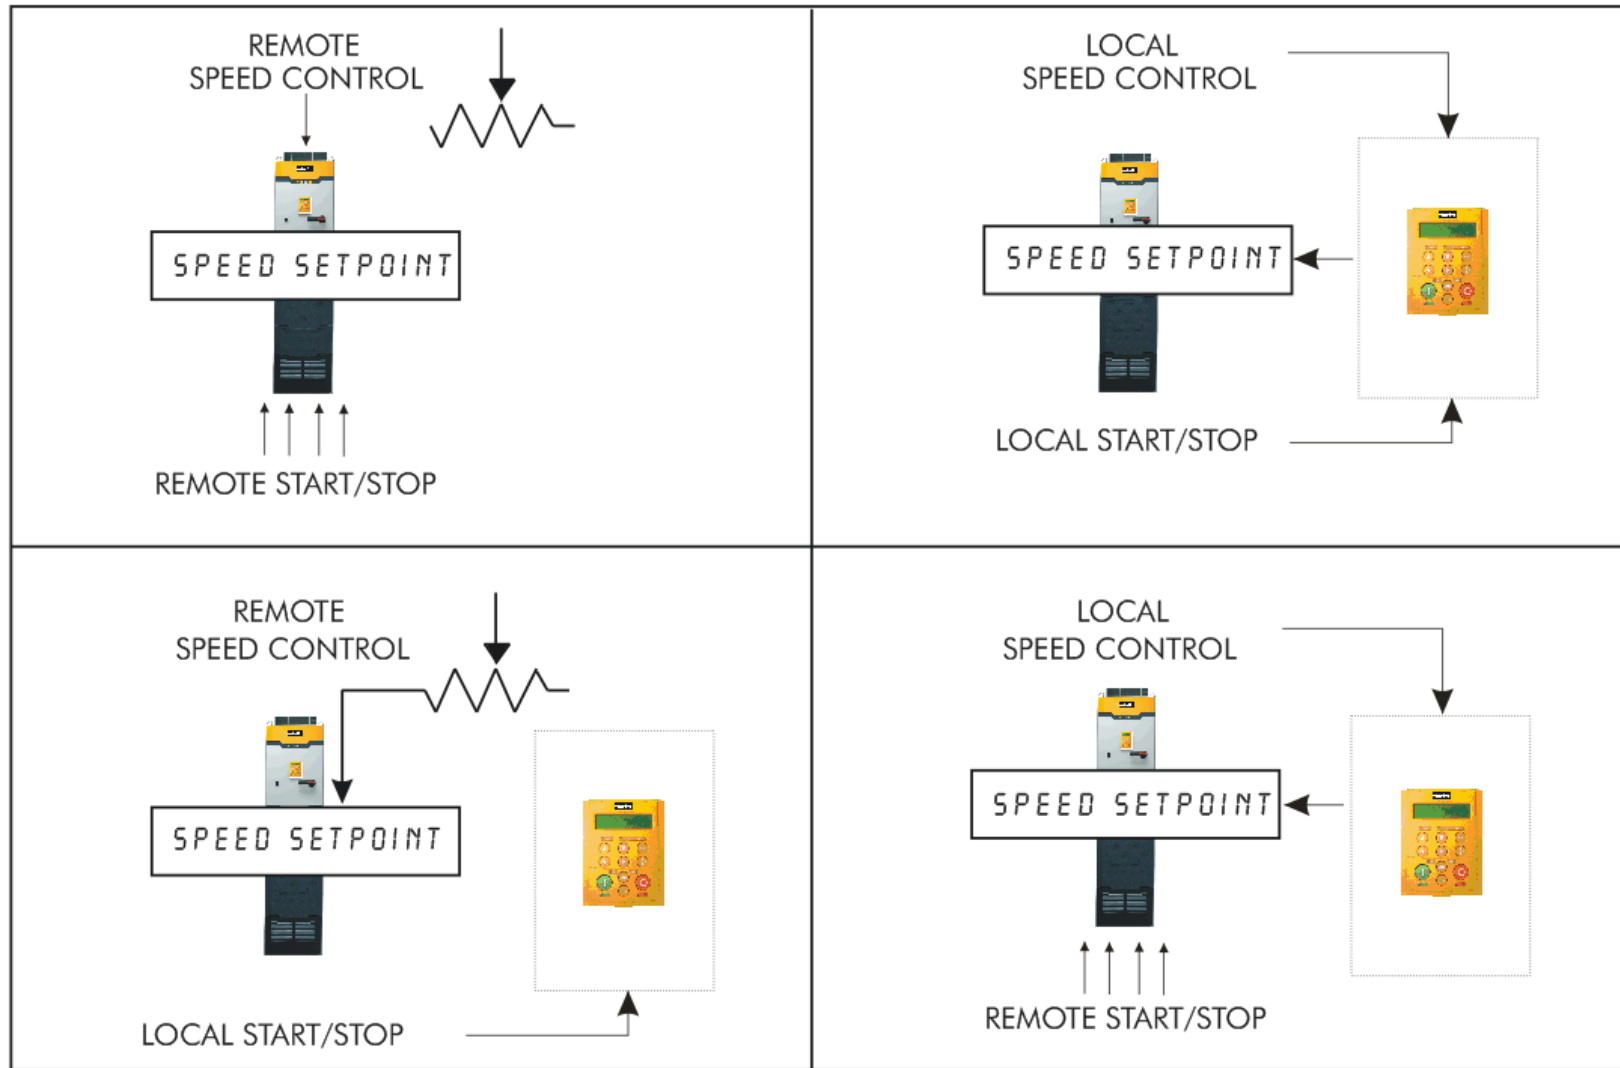 REMOTE
SPEED CONTROL
SPEED SETPOINT
REMOTE START/STOP
LOCAL
SPEED CONTROL
SPEED SETPOINT
LOCAL START/STOP
REMOTE
SPEED CONTROL
SPEED SETPOINT
LOCAL START/STOP
LOCAL
SPEED CONTROL
SPEED SETPOINT
REMOTE START/STOP